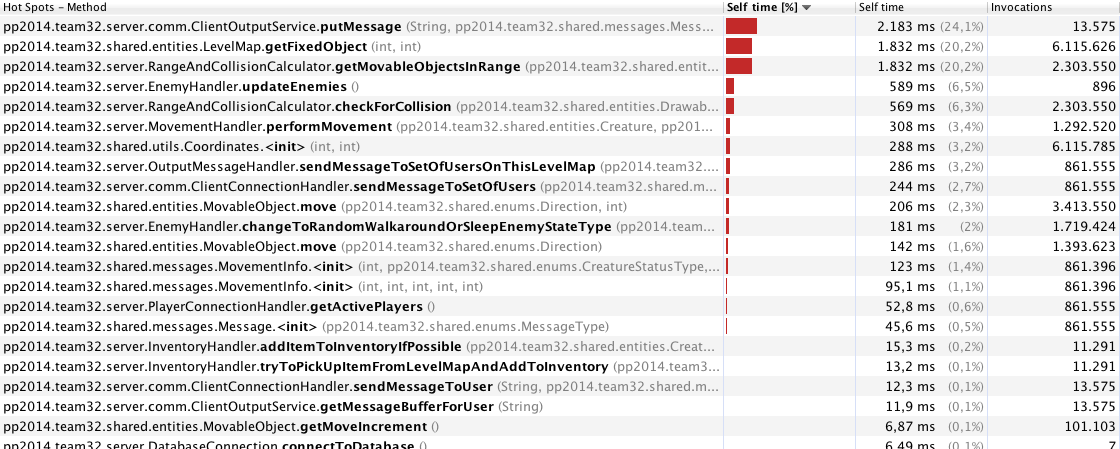 Hot Spots – Method Self time [%] Self time Invocations
pp2014.team32.server.comm.ClientOutputService.putMessage (String, pp2014.team32.shared.messages.Mess... 2.183 ms (24,1%) 13.575
pp2014.team32.shared.entities.LevelMap.getFixedObject (int, int) 1.832 ms (20,2%) 6.115.626
pp2014.team32.server.RangeAndCollisionCalculator.getMovableObjectsInRange (pp2014.team32.shared.entit... 1.832 ms (20,2%) 2.303.550
pp2014.team32.server.EnemyHandler.updateEnemies () 589 ms (6,5%) 896
pp2014.team32.server.RangeAndCollisionCalculator.checkForCollision (pp2014.team32.shared.entities.Drawab... 569 ms (6,3%) 2.303.550
pp2014.team32.server.MovementHandler.performMovement (pp2014.team32.shared.entities.Creature, pp201... 308 ms (3,4%) 1.292.520
pp2014.team32.shared.utils.Coordinates.<init> (int, int) 288 ms (3,2%) 6.115.785
pp2014.team32.server.OutputMessageHandler.sendMessageToSetOfUsersOnThisLevelMap (pp2014.team32.... 286 ms (3,2%) 861.555
pp2014.team32.server.comm.ClientConnectionHandler.sendMessageToSetOfUsers (pp2014.team32.shared.m... 244 ms (2,7%) 861.555
pp2014.team32.shared.entities.MovableObject.move (pp2014.team32.shared.enums.Direction, int) 206 ms (2,3%) 3.413.550
pp2014.team32.server.EnemyHandler.changeToRandomWalkaroundOrSleepEnemyStateType (pp2014.team... 181 ms (2%) 1.719.424
pp2014.team32.shared.entities.MovableObject.move (pp2014.team32.shared.enums.Direction) 142 ms (1,6%) 1.393.623
pp2014.team32.shared.messages.MovementInfo.<init> (int, pp2014.team32.shared.enums.CreatureStatusType,... 123 ms (1,4%) 861.396
pp2014.team32.shared.messages.MovementInfo.<init> (int, int, int, int, int) 95,1 ms (1,1%) 861.396
pp2014.team32.server.PlayerConnectionHandler.getActivePlayers () 52,8 ms (0,6%) 861.555
pp2014.team32.shared.messages.Message.<init> (pp2014.team32.shared.enums.MessageType) 45,6 ms (0,5%) 861.555
pp2014.team32.server.InventoryHandler.addItemToInventoryIfPossible (pp2014.team32.shared.entities.Creat... 15,3 ms (0,2%) 11.291
pp2014.team32.server.InventoryHandler.tryToPickUpItemFromLevelMapAndAddToInventory (pp2014.team3... 13,2 ms (0,1%) 11.291
pp2014.team32.server.comm.ClientConnectionHandler.sendMessageToUser (String, pp2014.team32.shared.m... 12,3 ms (0,1%) 13.575
pp2014.team32.server.comm.ClientOutputService.getMessageBufferForUser (String) 11,9 ms (0,1%) 13.575
pp2014.team32.shared.entities.MovableObject.getMoveIncrement () 6,87 ms (0,1%) 101.103
pp2014.team32.server.DatabaseConnection.connectToDatabase () 6,49 ms (0,1%) 7